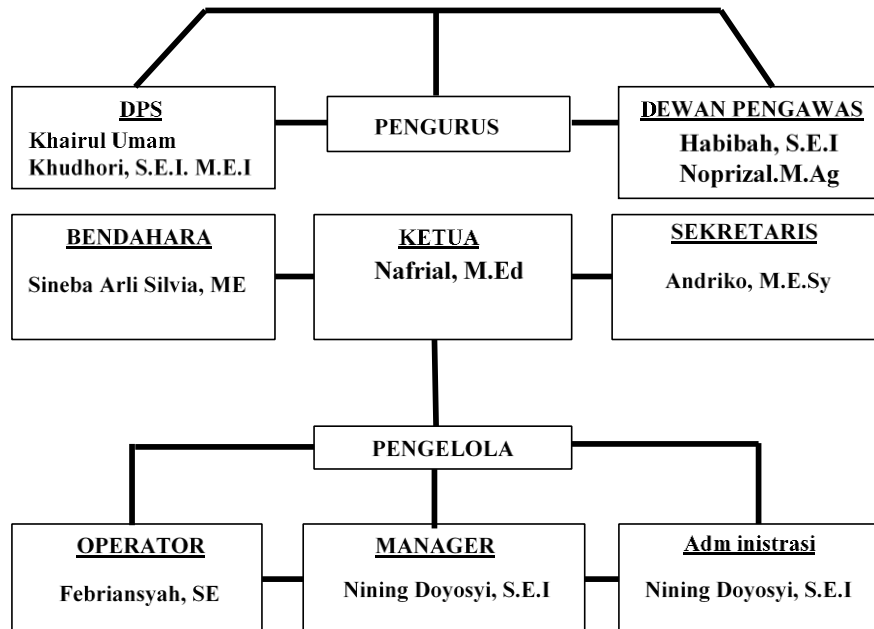 DPS
Khairul Umam
Khudhori, S.E.I. M.E.I
PENGURUS
DEWAN PENGAWAS
Habibah, S.E.I
Noprizal.M.Ag
BENDAHARA
Sineba Arli Silvia, ME
KETUA
Nafrial, M.Ed
SEKRETARIS
Andriko, M.E.Sy
PENGELOLA
OPERATOR
Febriansyah, SE
MANAGER
Nining Doyosyi, S.E.I
Adm inistrasi
Nining Doyosyi, S.E.I